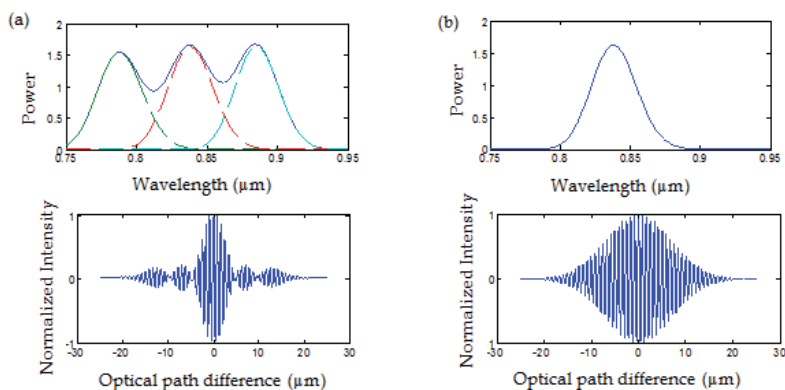 (a)
2
1.5
1
0.5
0
Power
0.75 0.8 0.85 0.9 0.95
Wavelength (µm)
(b)
2
1.5
1
0.5
0
Power
0.75 0.8 0.85 0.9 0.95
Wavelength (µm)
1
0
-1
Normalized Intensity
-30 -20 -10 0 10 20 30
Optical path difference (µm)
1
0
-1
Normalized Intensity
-30 -20 -10 0 10 20 30
Optical path difference (µm)